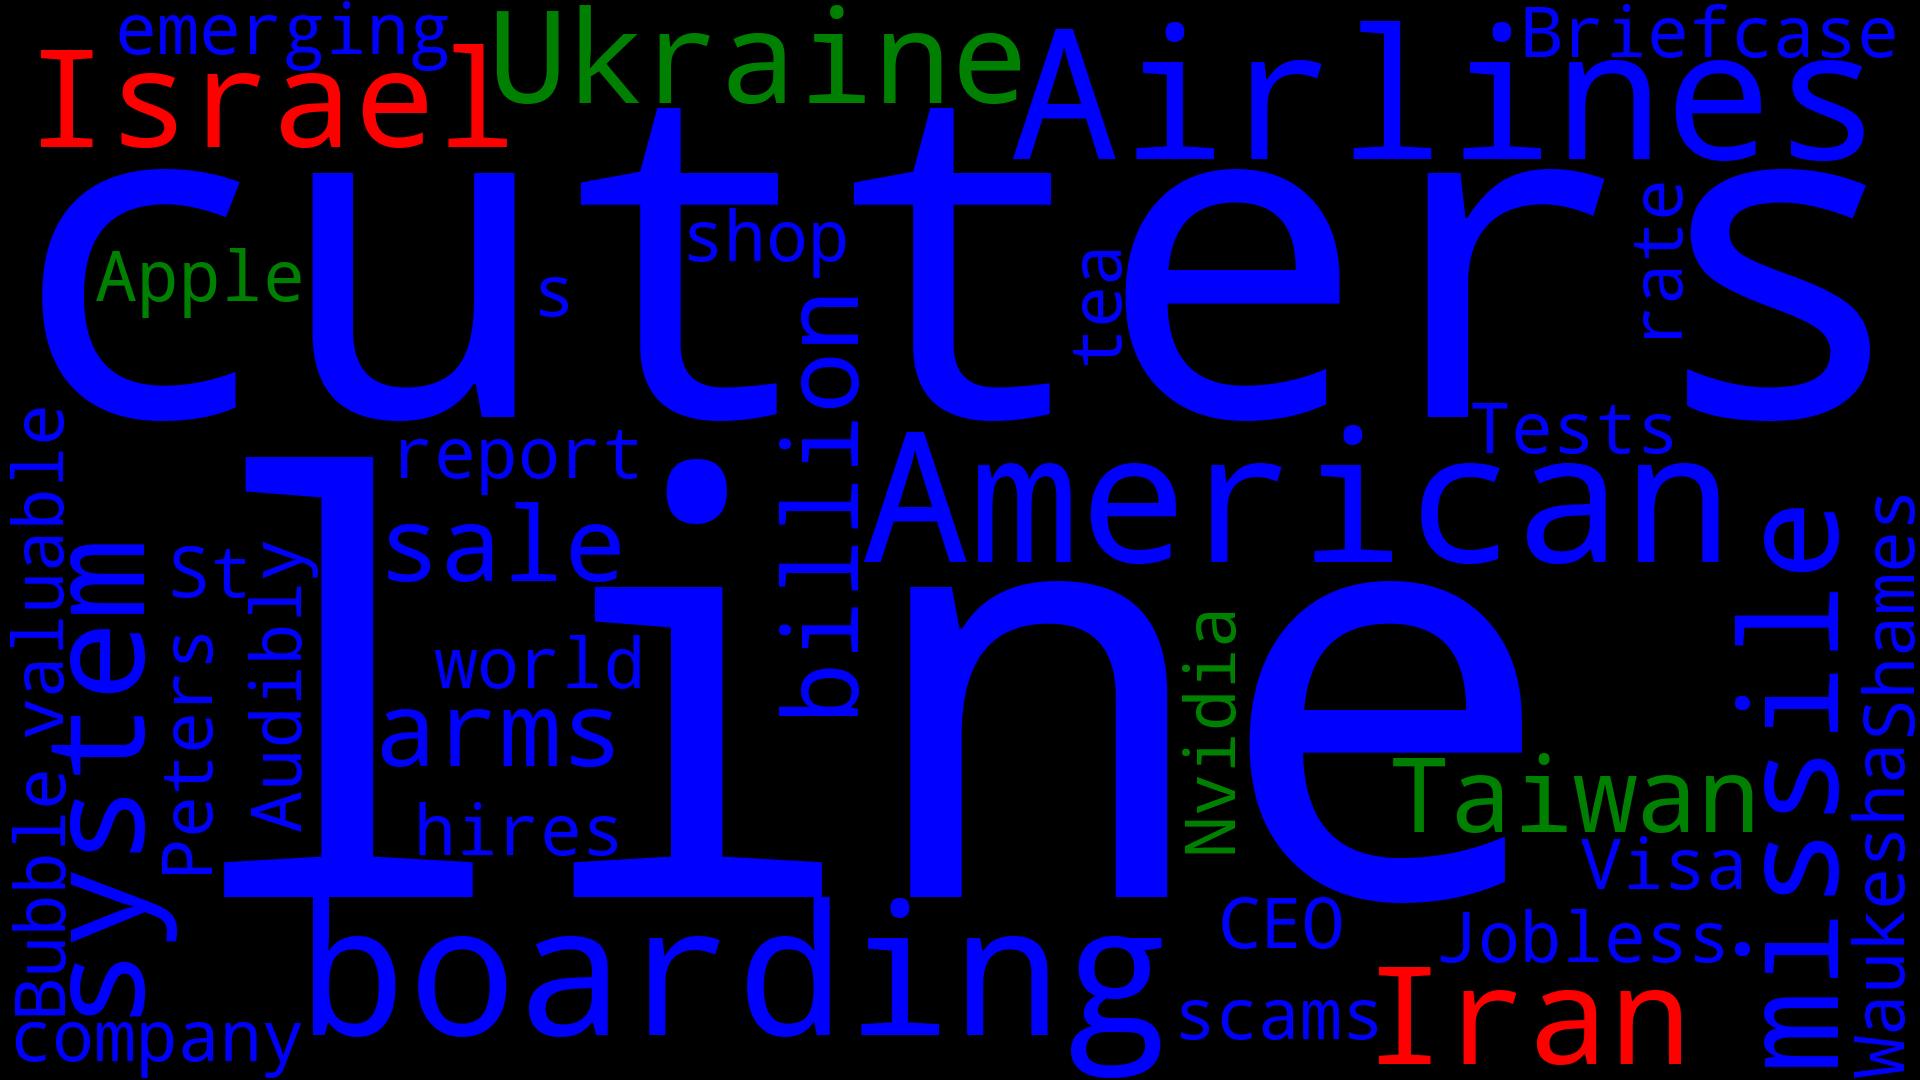 emerging
Ukraine
Airlines
Briefcase
Israel
cutters
Apple
s
shop
tea
rate
billion
report
Tests
American
valuable
system
St
Audibly
sale
line
missile
Shames
Peters
world
arms
Nvidia
Taiwan
hires
Visa
Bubble
Waukesha
boarding
CEO
Jobless
scams
Iran
company